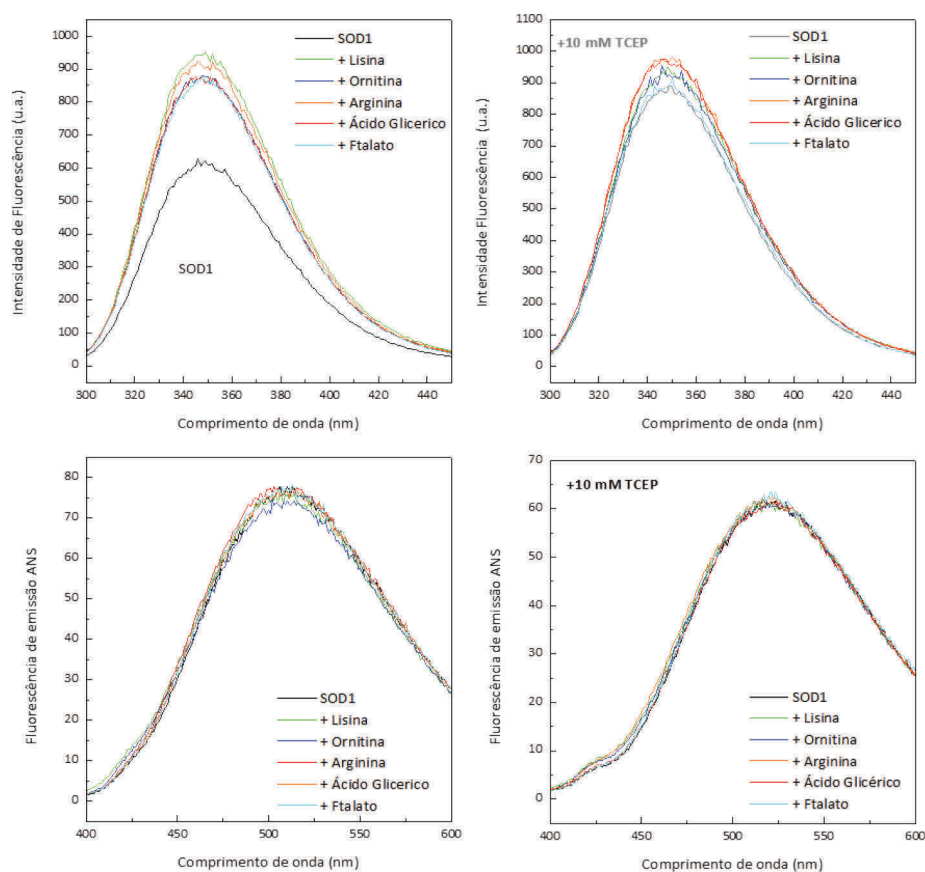 Intensidade de Fluorescência (u.a.)
1000
900
800
700
600
500
400
300
200
100
0
SOD1
+ Lisina
+ Ornitina
+ Arginina
+ Ácido Glicerico
+ Ftalato
SOD1
300
320
340
360
380
400
420
440
Comprimento de onda (nm)
Intensidade Fluorescência (u.a.)
1100
1000
900
800
700
600
500
400
300
200
100
0
+10 mM TCEP
SOD1
+ Lisina
+ Ornitina
+ Arginina
+ Ácido Glicerico
+ Ftalato
300
320
340
360
380
400
420
440
Comprimento de onda (nm)
Fluorescência de emissão ANS
80
70
60
50
40
30
20
10
0
SOD1
+ Lisina
+ Ornitina
+ Arginina
+ Ácido Glicerico
+ Ftalato
400
450
500
550
600
Comprimento de onda (nm)
Fluorescência de emissão ANS
70
60
50
40
30
20
10
0
+10 mM TCEP
SOD1
+ Lisina
+ Ornitina
+ Arginina
+ Ácido Glicérico
+ Ftalato
400
450
500
550
600
Comprimento de onda (nm)